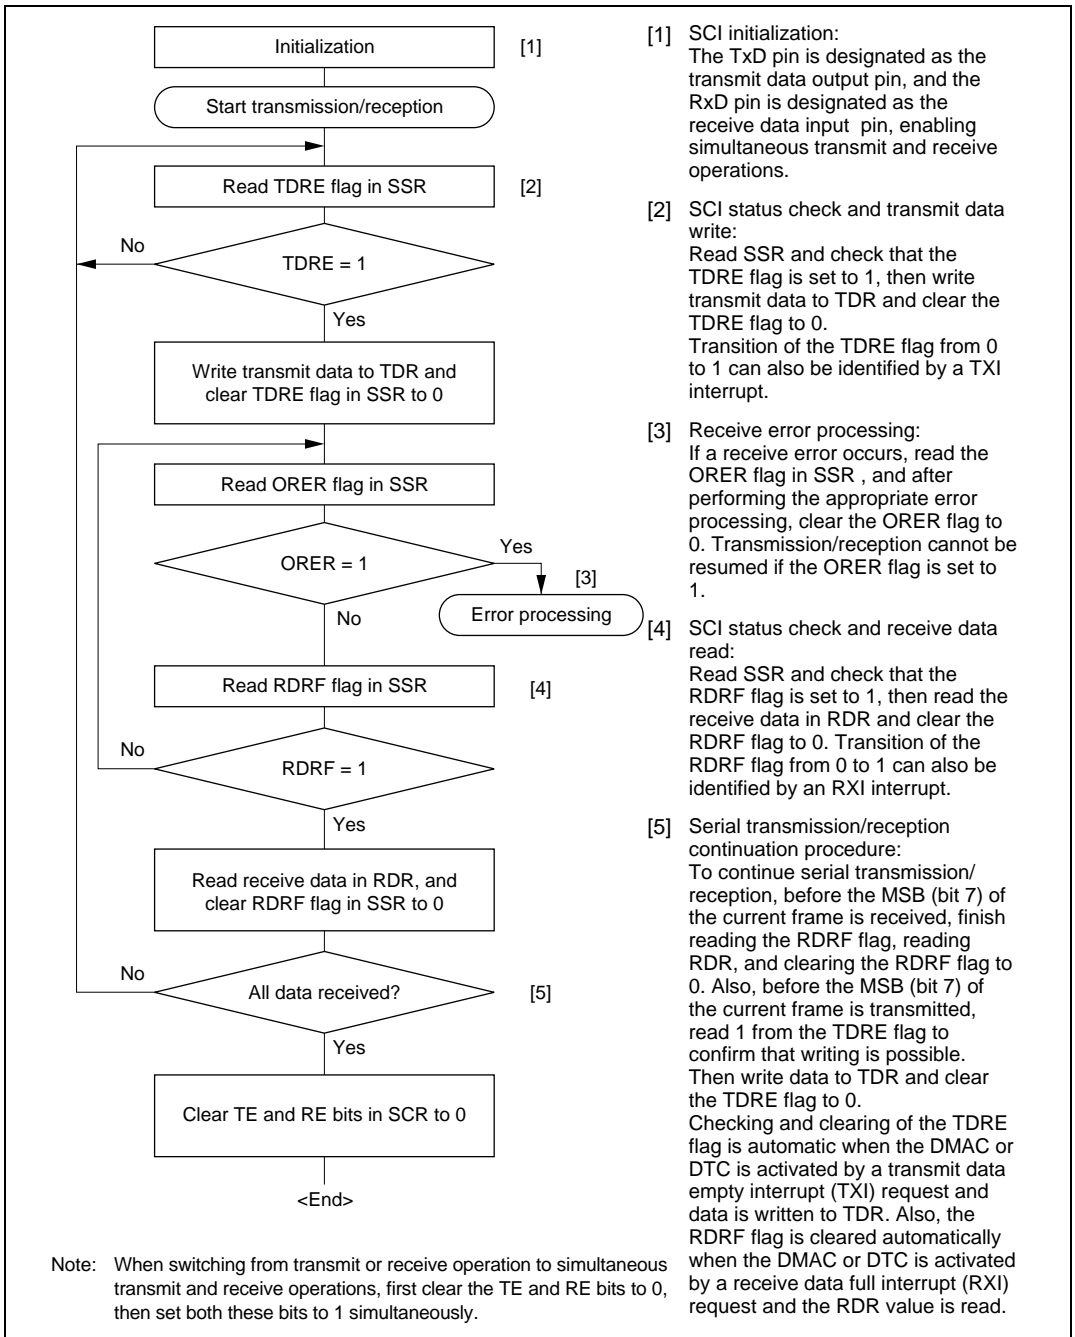 Initialization
[1]
Start transmission/reception
Read TDRE flag in SSR
[2]
No
TDRE = 1
Yes
Write transmit data to TDR and
clear TDRE flag in SSR to 0
Read ORER flag in SSR
ORER = 1
Yes
[3]
Error processing
No
Read RDRF flag in SSR
[4]
No
RDRF = 1
Yes
Read receive data in RDR, and
clear RDRF flag in SSR to 0
No
All data received?
[5]
Yes
Clear TE and RE bits in SCR to 0
<End>
[1] SCI initialization:
The TxD pin is designated as the
transmit data output pin, and the
RxD pin is designated as the
receive data input  pin, enabling
simultaneous transmit and receive
operations.
[2] SCI status check and transmit data
write:
Read SSR and check that the
TDRE flag is set to 1, then write
transmit data to TDR and clear the
TDRE flag to 0.
Transition of the TDRE flag from 0
to 1 can also be identified by a TXI
interrupt.
[3] Receive error processing:
If a receive error occurs, read the
ORER flag in SSR , and after
performing the appropriate error
processing, clear the ORER flag to
0. Transmission/reception cannot be
resumed if the ORER flag is set to
1.
[4] SCI status check and receive data
read:
Read SSR and check that the
RDRF flag is set to 1, then read the
receive data in RDR and clear the
RDRF flag to 0. Transition of the
RDRF flag from 0 to 1 can also be
identified by an RXI interrupt.
[5] Serial transmission/reception
continuation procedure:
To continue serial transmission/
reception, before the MSB (bit 7) of
the current frame is received, finish
reading the RDRF flag, reading
RDR, and clearing the RDRF flag to
0. Also, before the MSB (bit 7) of
the current frame is transmitted,
read 1 from the TDRE flag to
confirm that writing is possible.
Then write data to TDR and clear
the TDRE flag to 0.
Checking and clearing of the TDRE
flag is automatic when the DMAC or
DTC is activated by a transmit data
empty interrupt (TXI) request and
data is written to TDR. Also, the
RDRF flag is cleared automatically
when the DMAC or DTC is activated
by a receive data full interrupt (RXI)
request and the RDR value is read.
Note: When switching from transmit or receive operation to simultaneous
transmit and receive operations, first clear the TE and RE bits to 0,
then set both these bits to 1 simultaneously.